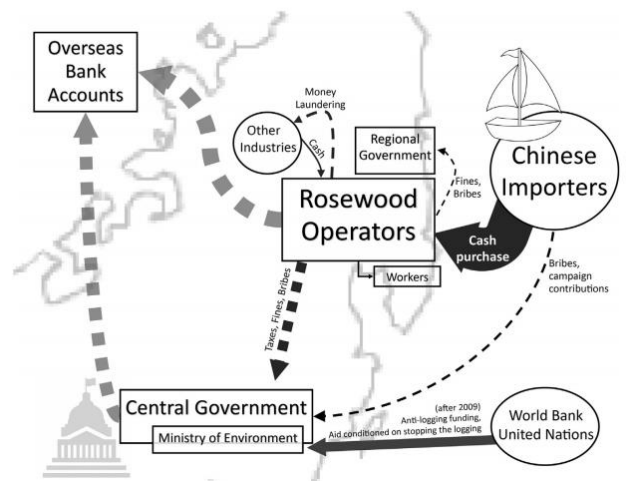 Overseas
Bank
Accounts
Money
Laundering
Other
Industries
Cash
Regional
Government
Fines,
Bribes
Chinese
Importers
Rosewood
Operators
Cash
purchase
Workers
Bribes,
campaign
contributions
Taxes, Fines, Bribes
Central Government
Ministry of Environment
(after 2009)
Anti-logging funding,
Aid conditioned on stopping the logging
World Bank
United Nations